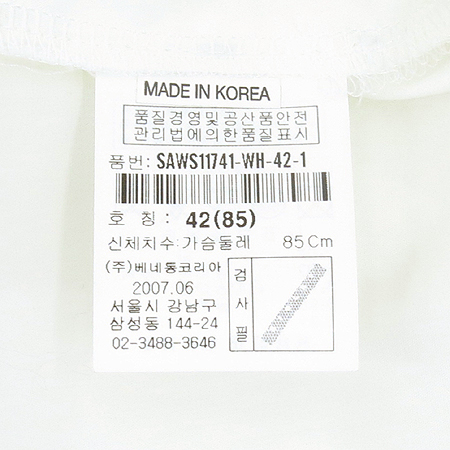 MADE IN KOREA
품질경영및공산품안전
관리법에의한품질표시
품번: SAWS11741-WH-42-1
호 칭: 42(85)
신체치수:가슴둘레 85Cm
(주)베네통코리아
2007.06
서울시 강남구
삼성동 144-24
02-3488-3646
검
사
필